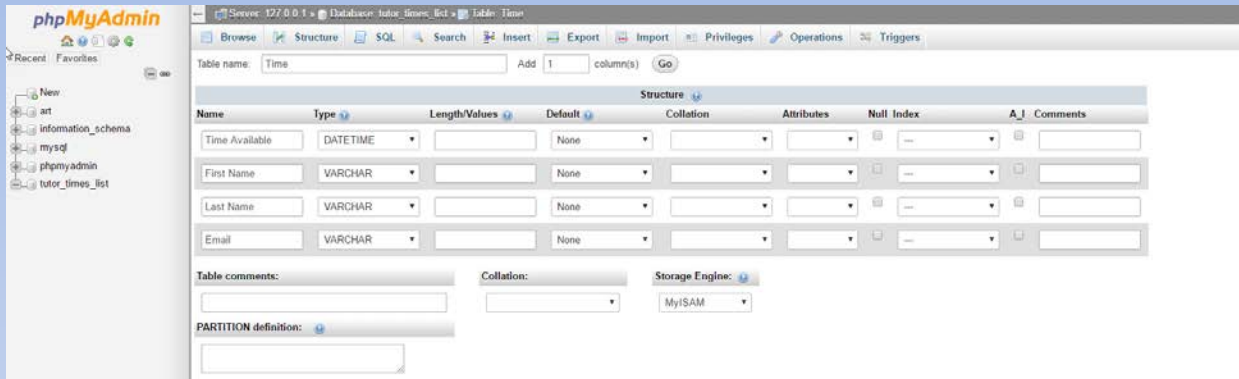 phpMyAdmin
Server: 127.0.0.1 » Database: tutor_times_list » Table: Time
Browse Structure SQL Search Insert Export Import Privileges Operations Triggers
Recent Favorites
Table name: Time Add 1 column(s) Go
New
art
information_schema
mysql
phpmyadmin
tutor_times_list
Structure
Name Type Length/Values Default Collation Attributes Null Index A_I Comments
Time Available DATETIME None ---
First Name VARCHAR None ---
Last Name VARCHAR None ---
Email VARCHAR None ---
Table comments: Collation: Storage Engine:
MyISAM
PARTITION definition: